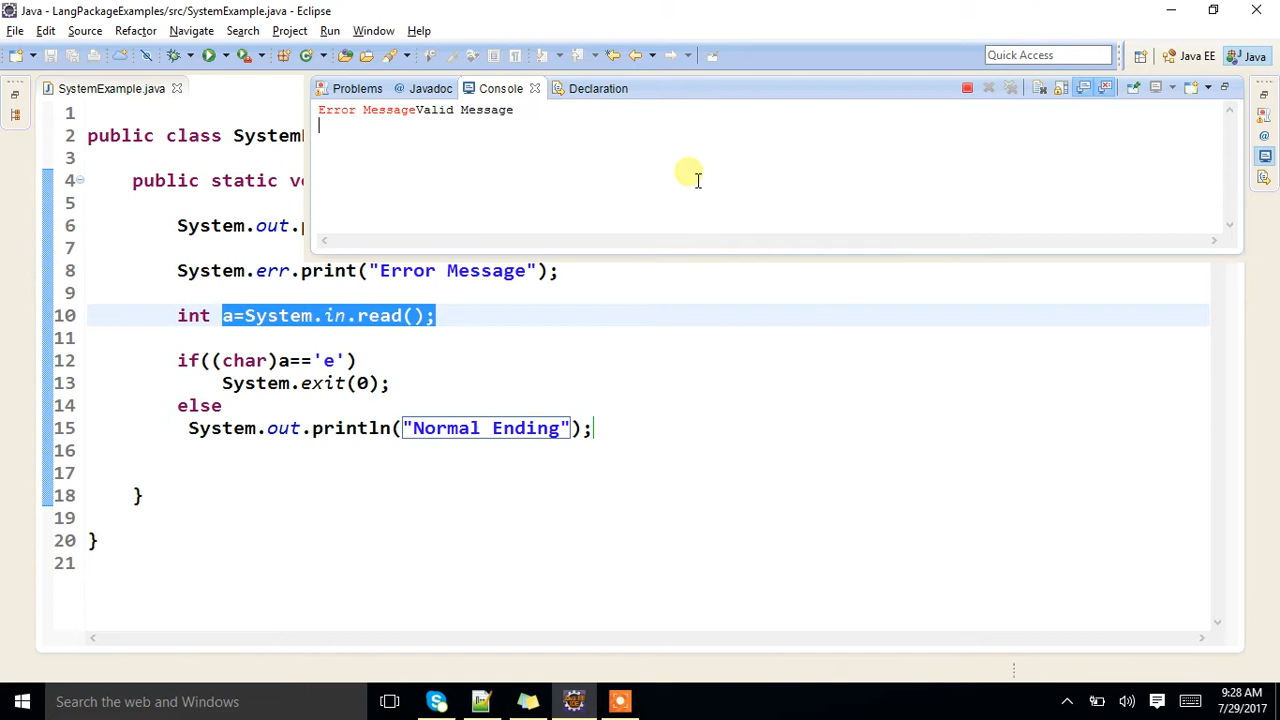 Java - LangPackageExamples/src/SystemExample.java - Eclipse
File Edit Source Refactor Navigate Search Project Run Window Help
Quick Access
Java EE
Java
SystemExample.java
Problems @ Javadoc Console Declaration
Error MessageValid Message
1
2 public class System
3
4 public static v
5
6 System.out.
7
8 System.err.print("Error Message");
9
10 int a=System.in.read();
11
12 if((char)a=='e')
13 System.exit(0);
14 else
15 System.out.println("Normal Ending");
16
17
18 }
19
20 }
21
Search the web and Windows
9:28 AM
7/29/2017